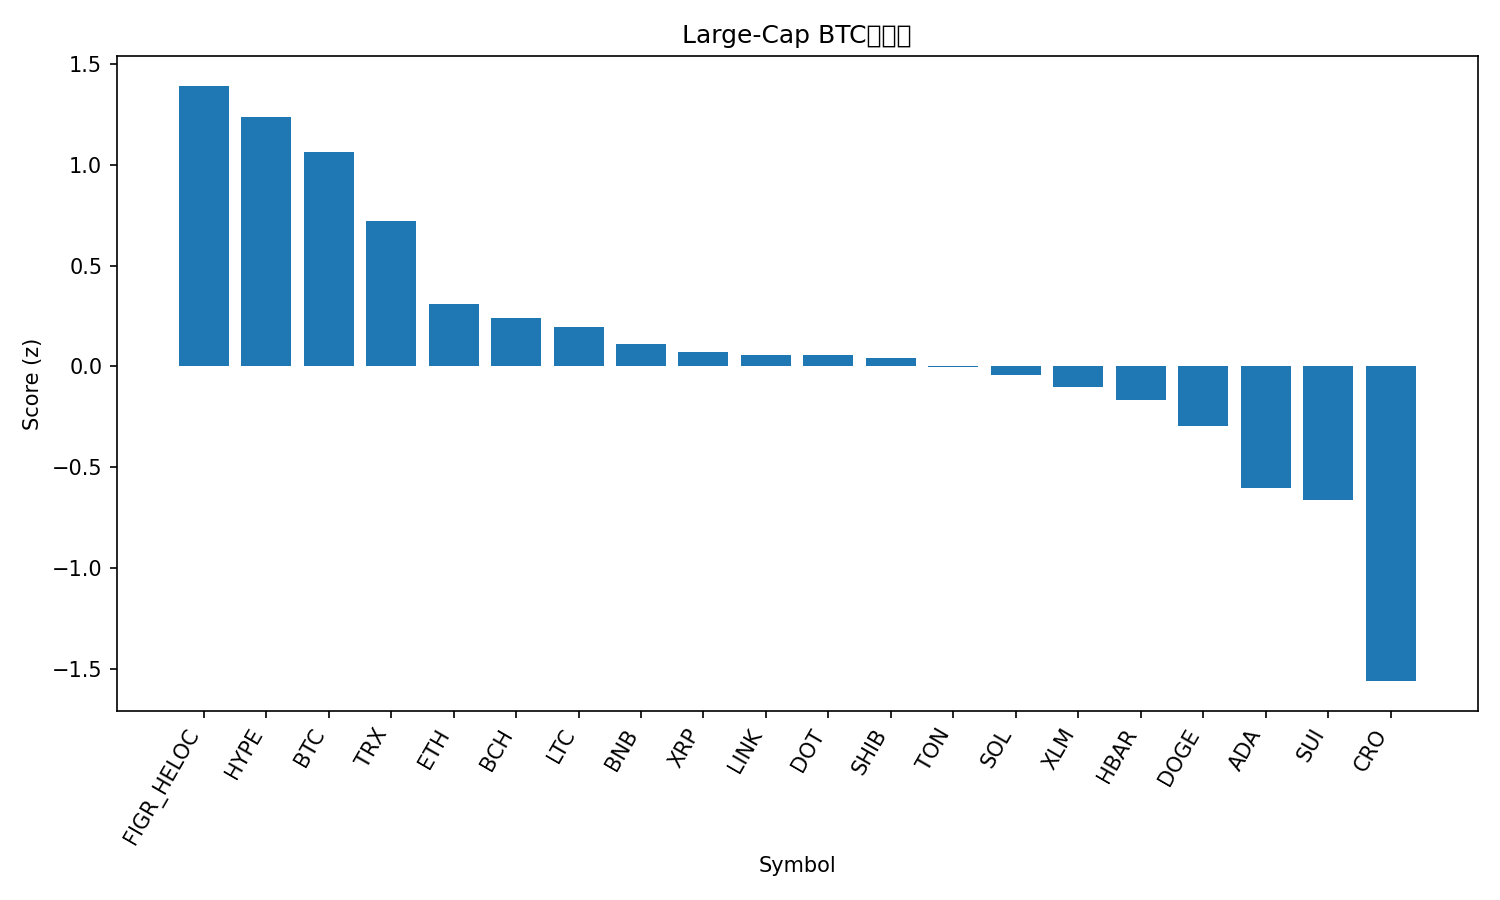 Large-Cap BTC
1.5
1.0
0.5
0.0
−0.5
−1.0
−1.5
Score (z)
FIGR_HELOC
HYPE
BTC
TRX
ETH
BCH
LTC
BNB
XRP
LINK
DOT
SHIB
TON
SOL
XLM
HBAR
DOGE
ADA
SUI
CRO
Symbol